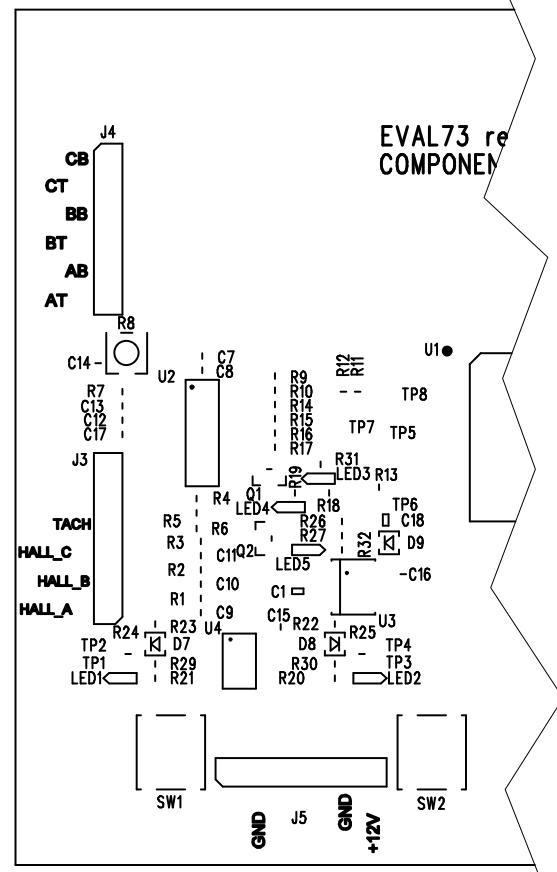 EVAL73 re
COMPONEN
J4
CB
CT
BB
BT
AB
AT
R8
C14
R12
R11
U1
C7
C8
U2
R9
R10
R14
R15
R16
R17
R7
C13
C12
C17
TP8
TP7
TP5
J3
R31
LED3
R13
R19
Q1
R4
LED4
R18
TP6
TACH
R5
R6
R26
C18
R3
R27
R32
D9
HALL_C
C11
Q2
LED5
R2
C16
HALL_B
C10
C1
R1
HALL_A
C9
C15
U3
U4
R24
R23
R22
R25
TP2
D7
D8
TP4
TP1
R29
R30
TP3
LED1
R21
R20
LED2
SW1
SW2
J5
GND
GND
+12V